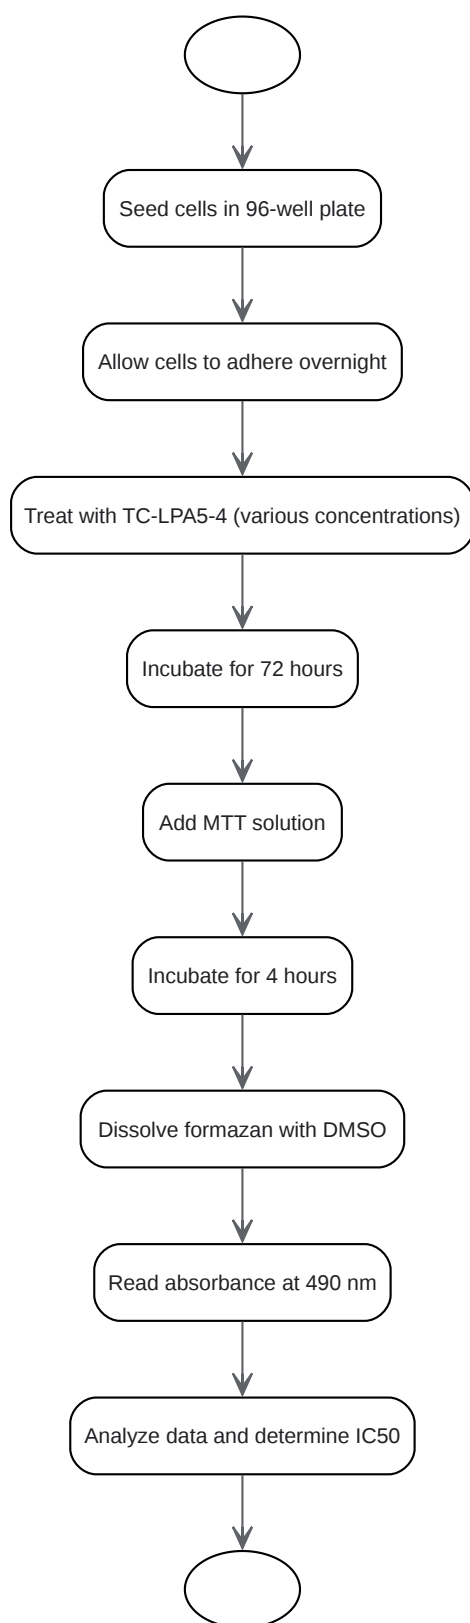 Seed cells in 96-well plate
Allow cells to adhere overnight
Treat with TC-LPA5-4 (various concentrations)
Incubate for 72 hours
Add MTT solution
Incubate for 4 hours
Dissolve formazan with DMSO
Read absorbance at 490 nm
Analyze data and determine IC50